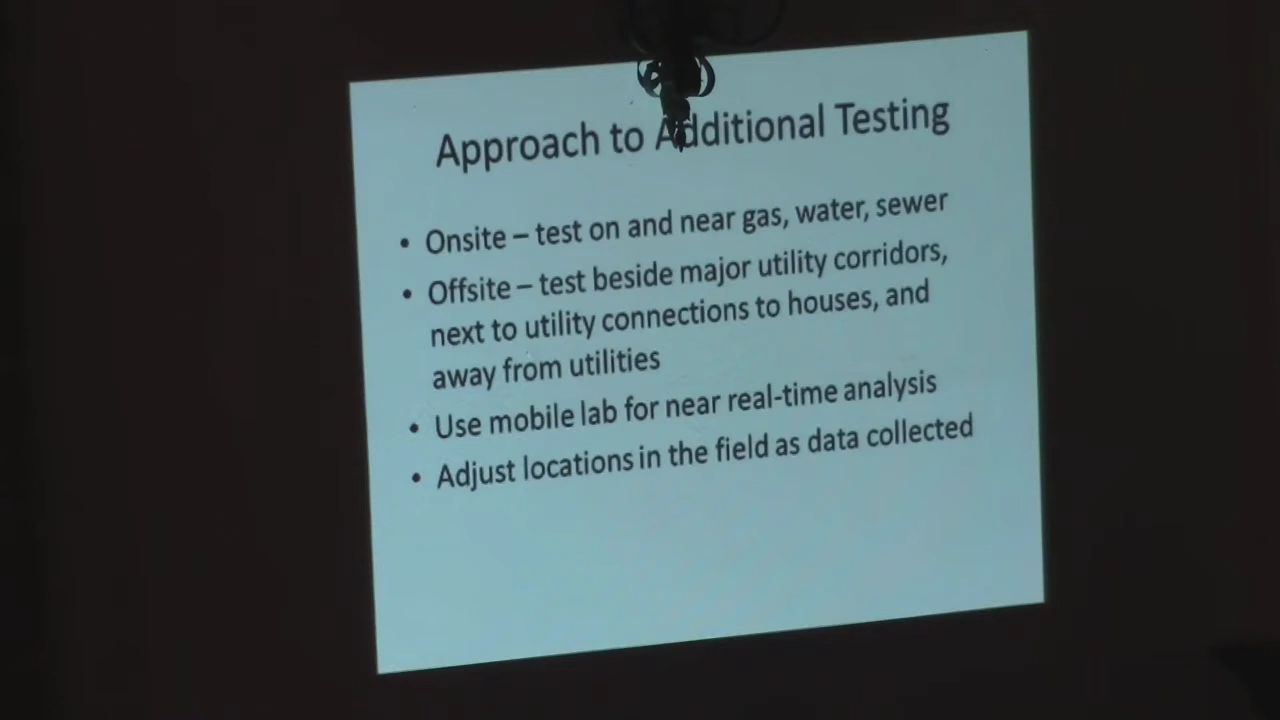 Approach to Additional Testing
• Onsite – test on and near gas, water, sewer
• Offsite – test beside major utility corridors,
next to utility connections to houses, and
away from utilities
• Use mobile lab for near real-time analysis
• Adjust locations in the field as data collected